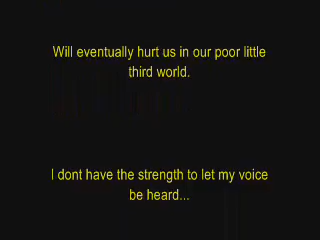 Will eventually hurt us in our poor little
third world.
I dont have the strength to let my voice
be heard...